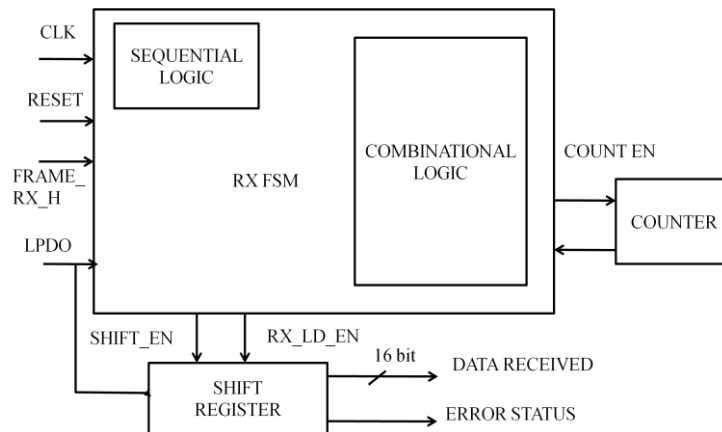 CLK
SEQUENTIAL
LOGIC
RESET
FRAME_
RX_H
RX FSM
COMBINATIONAL
LOGIC
COUNT EN
COUNTER
LPDO
SHIFT_EN
RX_LD_EN
SHIFT
REGISTER
16 bit
DATA RECEIVED
ERROR STATUS